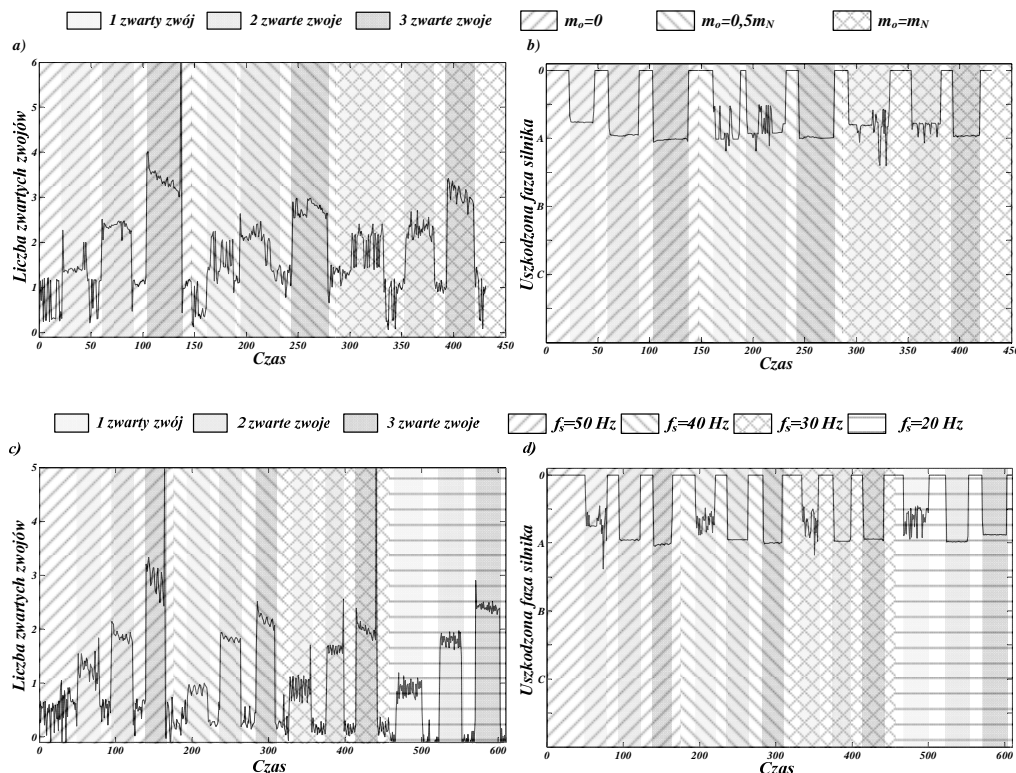 1 zwarty zwój 2 zwarte zwoje 3 zwarte zwoje mₒ=0 mₒ=0,5m_N mₒ=m_N
a) b)
Liczba zwartych zwojów
6
5
4
3
2
1
0
0 50 100 150 200 250 300 350 400 450
Czas
Uszkodzona faza silnika
0
A
B
C
0 50 100 150 200 250 300 350 400 450
Czas
1 zwarty zwój 2 zwarte zwoje 3 zwarte zwoje fₛ=50 Hz fₛ=40 Hz fₛ=30 Hz fₛ=20 Hz
c) d)
Liczba zwartych zwojów
5
4
3
2
1
0
0 100 200 300 400 500 600
Czas
Uszkodzona faza silnika
0
A
B
C
0 100 200 300 400 500 600
Czas